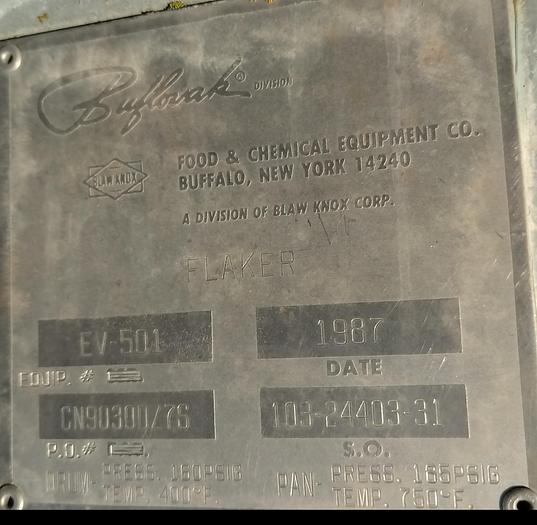 Buflovak® DIVISION
BLAW KNOX
FOOD & CHEMICAL EQUIPMENT CO.
BUFFALO, NEW YORK 14240
A DIVISION OF BLAW KNOX CORP.
FLAKER
EV-501
1987
EQUIP. #
DATE
103-24403-31
P.O.#
S.O.
DRUM- PRESS. 160PSIG
TEMP. 400°F.
PAN- PRESS. 165PSIG
TEMP. 750°F.